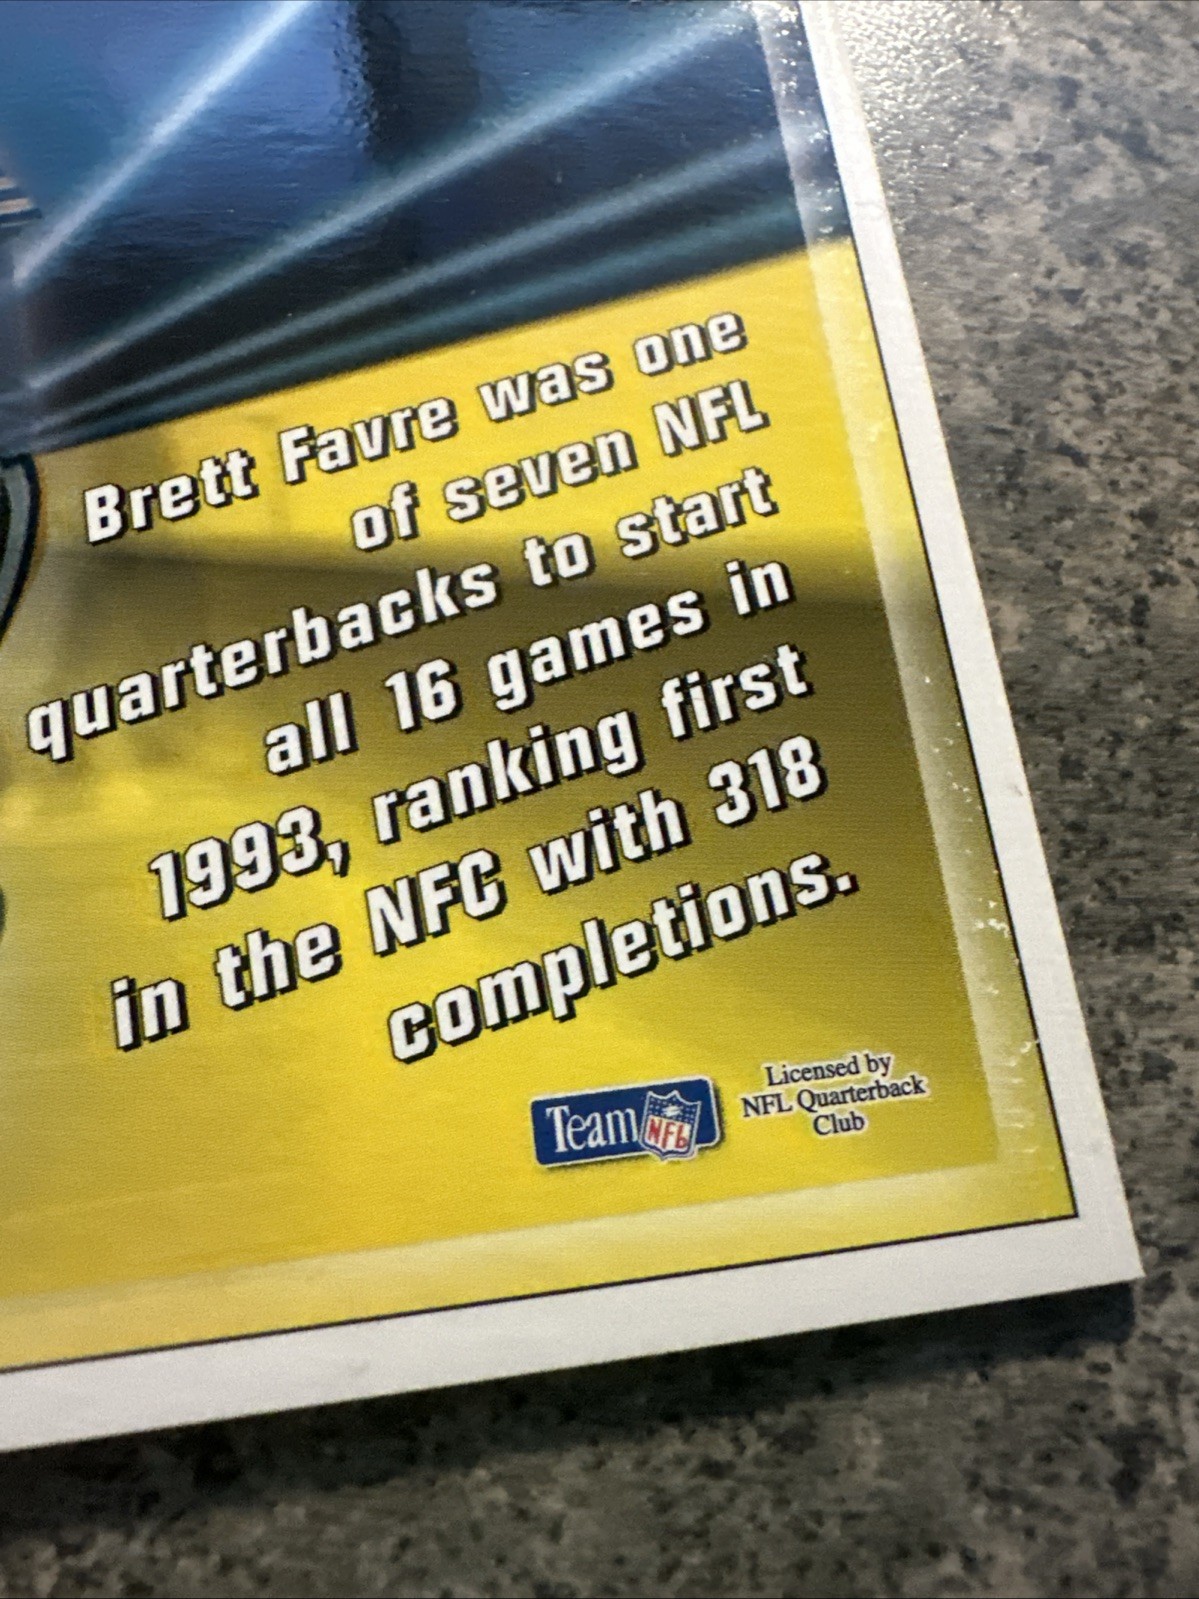 Brett Favre was one
of seven NFL
quarterbacks to start
all 16 games in
1993, ranking first
in the NFC with 318
completions.
Team NFL
Licensed by
NFL Quarterback
Club